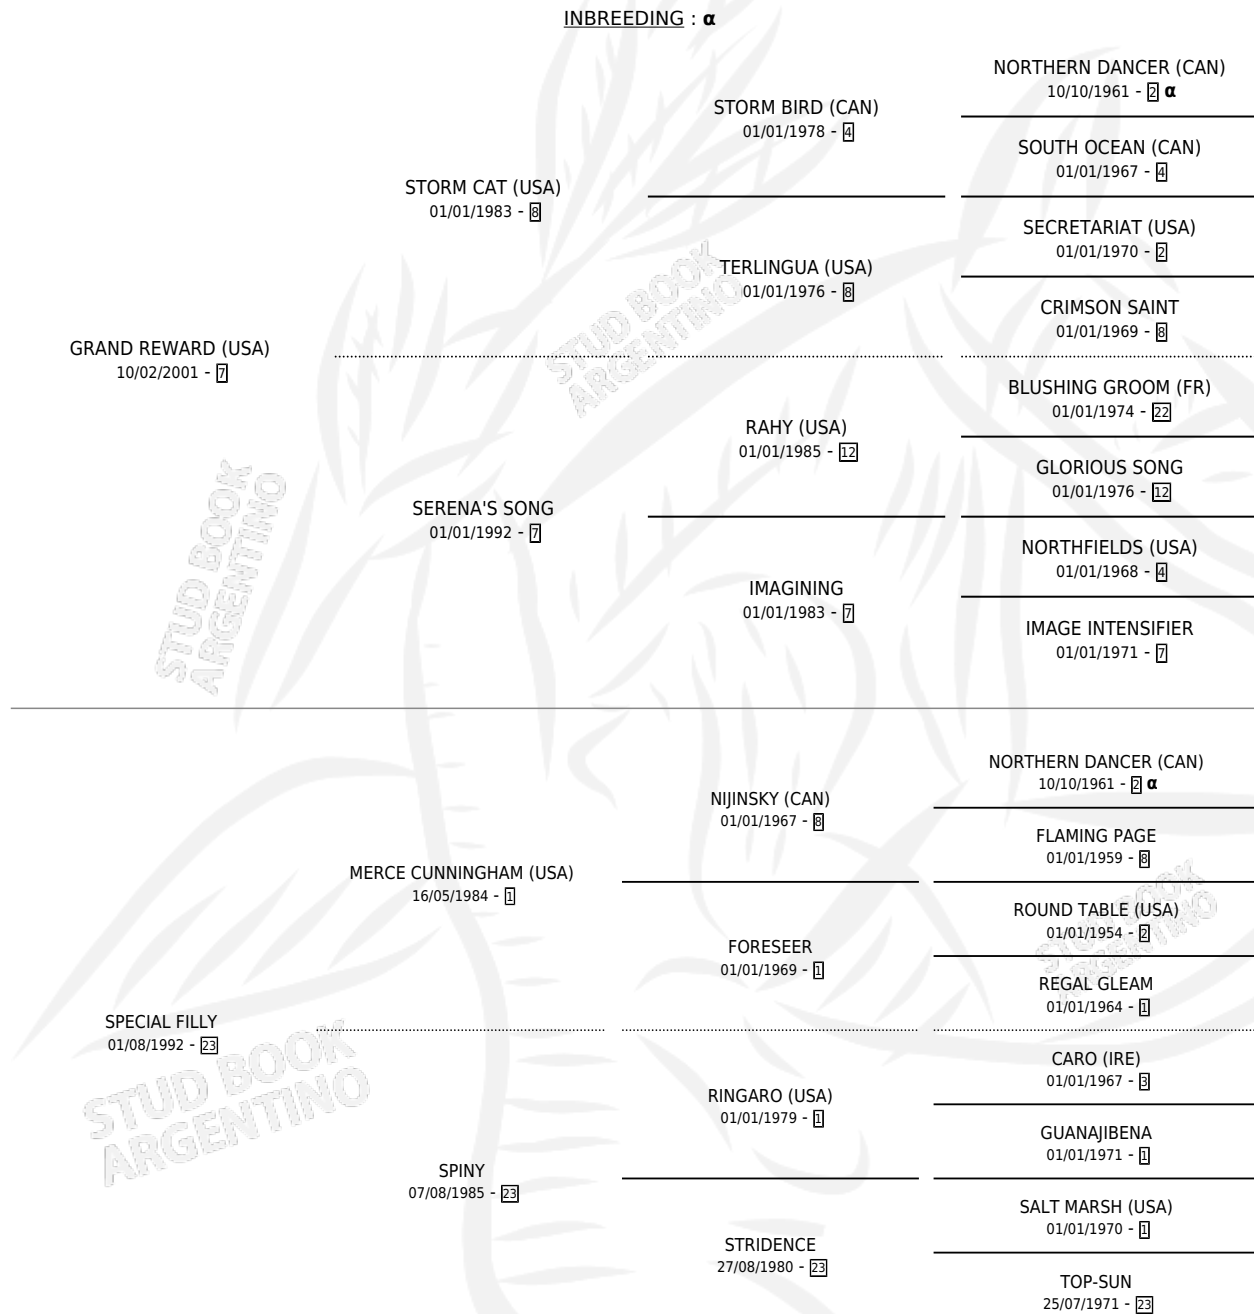 INBREEDING : α
NORTHERN DANCER (CAN)
10/10/1961 - 2 α
STORM BIRD (CAN)
01/01/1978 - 4
SOUTH OCEAN (CAN)
01/01/1967 - 4
STORM CAT (USA)
01/01/1983 - 8
SECRETARIAT (USA)
01/01/1970 - 2
TERLINGUA (USA)
01/01/1976 - 8
CRIMSON SAINT
01/01/1969 - 8
GRAND REWARD (USA)
10/02/2001 - 7
BLUSHING GROOM (FR)
01/01/1974 - 22
RAHY (USA)
01/01/1985 - 12
GLORIOUS SONG
01/01/1976 - 12
SERENA'S SONG
01/01/1992 - 7
NORTHFIELDS (USA)
01/01/1968 - 4
IMAGINING
01/01/1983 - 7
IMAGE INTENSIFIER
01/01/1971 - 7
NORTHERN DANCER (CAN)
10/10/1961 - 2 α
NIJINSKY (CAN)
01/01/1967 - 8
FLAMING PAGE
01/01/1959 - 8
MERCE CUNNINGHAM (USA)
16/05/1984 - 1
ROUND TABLE (USA)
01/01/1954 - 2
FORESEER
01/01/1969 - 1
REGAL GLEAM
01/01/1964 - 1
SPECIAL FILLY
01/08/1992 - 23
CARO (IRE)
01/01/1967 - 3
RINGARO (USA)
01/01/1979 - 1
GUANAJIBENA
01/01/1971 - 1
SPINY
07/08/1985 - 23
SALT MARSH (USA)
01/01/1970 - 1
STRIDENCE
27/08/1980 - 23
TOP-SUN
25/07/1971 - 23
STUD BOOK
ARGENTINO
STUD BOOK
ARGENTINO
STUD BOOK
ARGENTINO
STUD BOOK
ARGENTINO